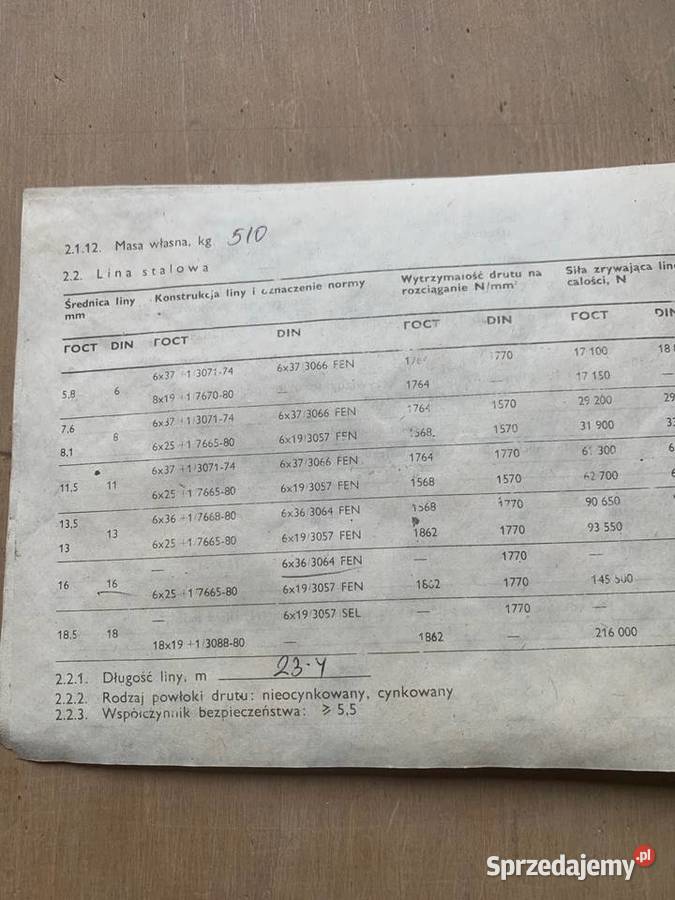 2.1.12. Masa własna, kg 510
2.2. Lina stalowa
Średnica liny mm Konstrukcja liny i oznaczenie normy Wytrzymałość drutu na rozciąganie N/mm² Siła zrywająca linę całości, N
ГОСТ DIN ГОСТ DIN ГОСТ DIN ГОСТ DIN
6x37 +1/3071-74 6x37/3066 FEN 1770 17 100
5,8 6 8x19 +1/7670-80 — 1764 17 150 —
7,6 6x37 +1/3071-74 6x37/3066 FEN 1764 1570 29 200
8,1 8 6x25 +1/7665-80 6x19/3057 FEN 1568 1570 31 900
6x37 +1/3071-74 6x37/3066 FEN 1764 1770 61 300
11,5 11 6x25 +1/7665-80 6x19/3057 FEN 1568 1570 62 700
13,5 6x36 +1/7668-80 6x36/3064 FEN 1568 1770 90 650
13 13 6x25 +1/7665-80 6x19/3057 FEN 1862 1770 93 550
— 6x36/3064 FEN — 1770 —
16 16 6x25 +1/7665-80 6x19/3057 FEN 1862 1770
— 6x19/3057 SEL — 1770 —
18,5 18 18x19 +1/3088-80 — 1862 — 216 000
2.2.1. Długość liny, m 23.4
2.2.2. Rodzaj powłoki drutu: nieocynkowany, cynkowany
2.2.3. Współczynnik bezpieczeństwa: ≥ 5,5
Sprzedajemy.pl